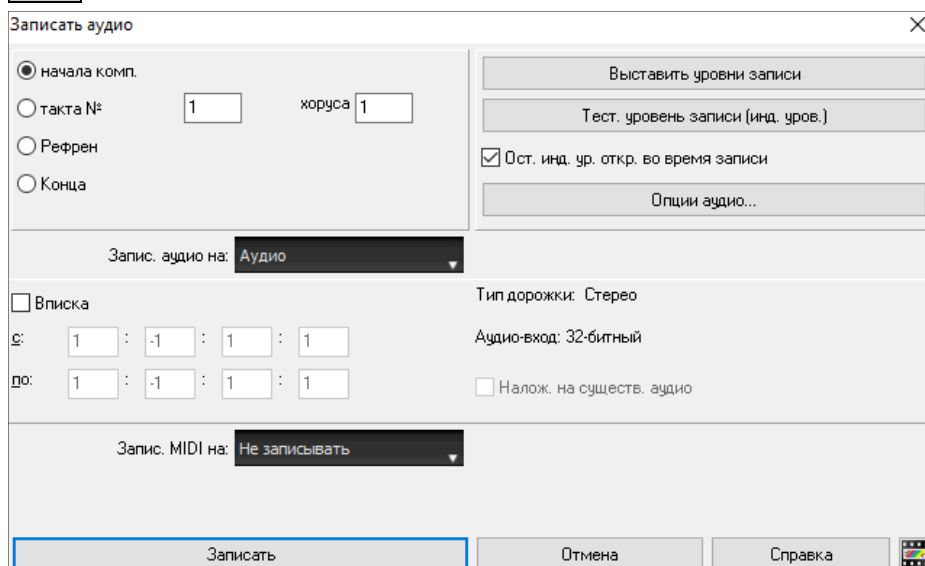 Записать аудио
начала комп.
такта № 1 хоруса 1
Рефрен
Конца
Выставить уровни записи
Тест. уровень записи (инд. уров.)
Ост. инд. ур. откр. во время записи
Опции аудио...
Запис. аудио на: Аудио
Вписка
с: 1 : -1 : 1 : 1
по: 1 : -1 : 1 : 1
Тип дорожки: Стерео
Аудио-вход: 32-битный
Налож. на существ. аудио
Запис. MIDI на: Не записывать
Записать Отмена Справка